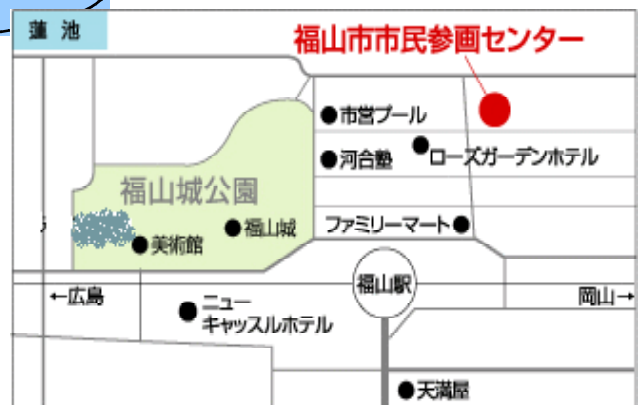 蓮 池
福山市市民参画センター
●市営プール
●河合塾
●ローズガーデンホテル
福山城公園
●福山城
ファミリーマート●
●美術館
福山駅
←広島
岡山→
●ニュー
キャッスルホテル
●天満屋